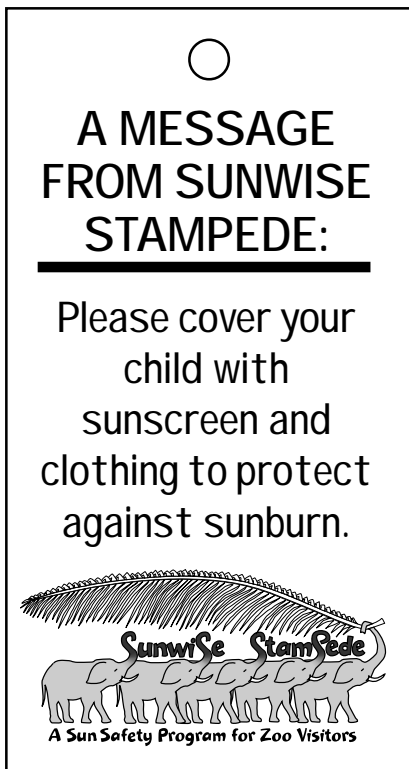 A MESSAGE
FROM SUNWISE
STAMPEDE:
Please cover your
child with
sunscreen and
clothing to protect
against sunburn.
SunwiSe StamPede
A Sun Safety Program for Zoo Visitors